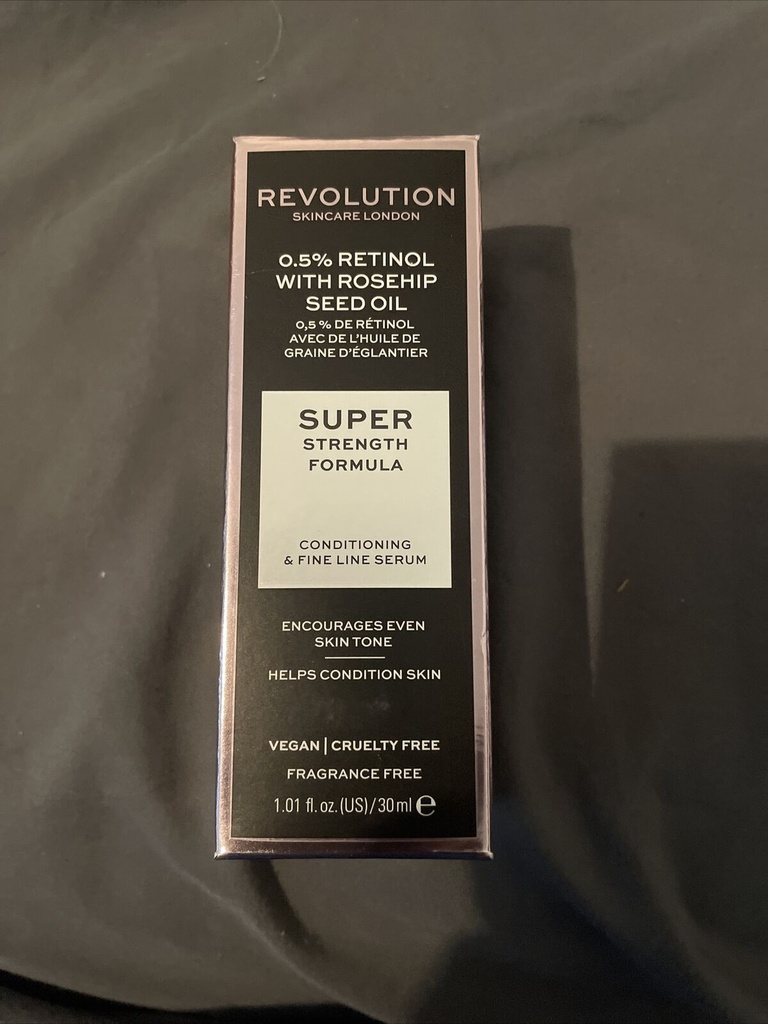 REVOLUTION
SKINCARE LONDON
0.5% RETINOL
WITH ROSEHIP
SEED OIL
0,5 % DE RÉTINOL
AVEC DE L'HUILE DE
GRAINE D'ÉGLANTIER
SUPER
STRENGTH
FORMULA
CONDITIONING
& FINE LINE SERUM
ENCOURAGES EVEN
SKIN TONE
HELPS CONDITION SKIN
VEGAN | CRUELTY FREE
FRAGRANCE FREE
1.01 fl. oz. (US)/30ml ℮